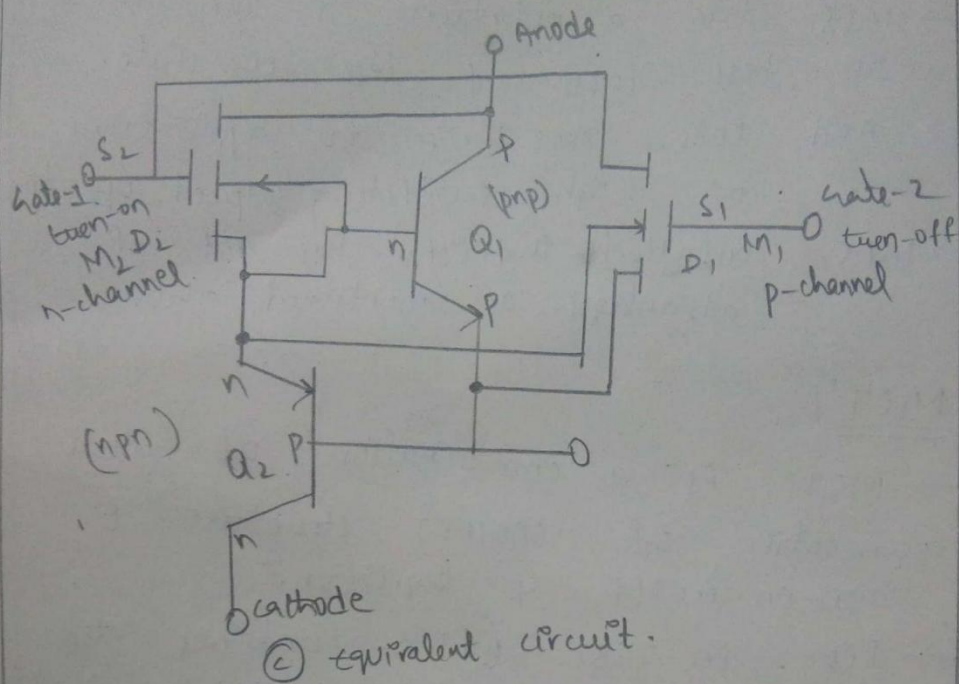 Anode
S2
Gate-1
turn-on
M2 D2
n-channel
p
(pnp)
n
Q1
p
S1
M1
D1
Gate-2
turn-off
p-channel
n
(npn)
Q2
p
n
cathode
(c) Equivalent circuit.